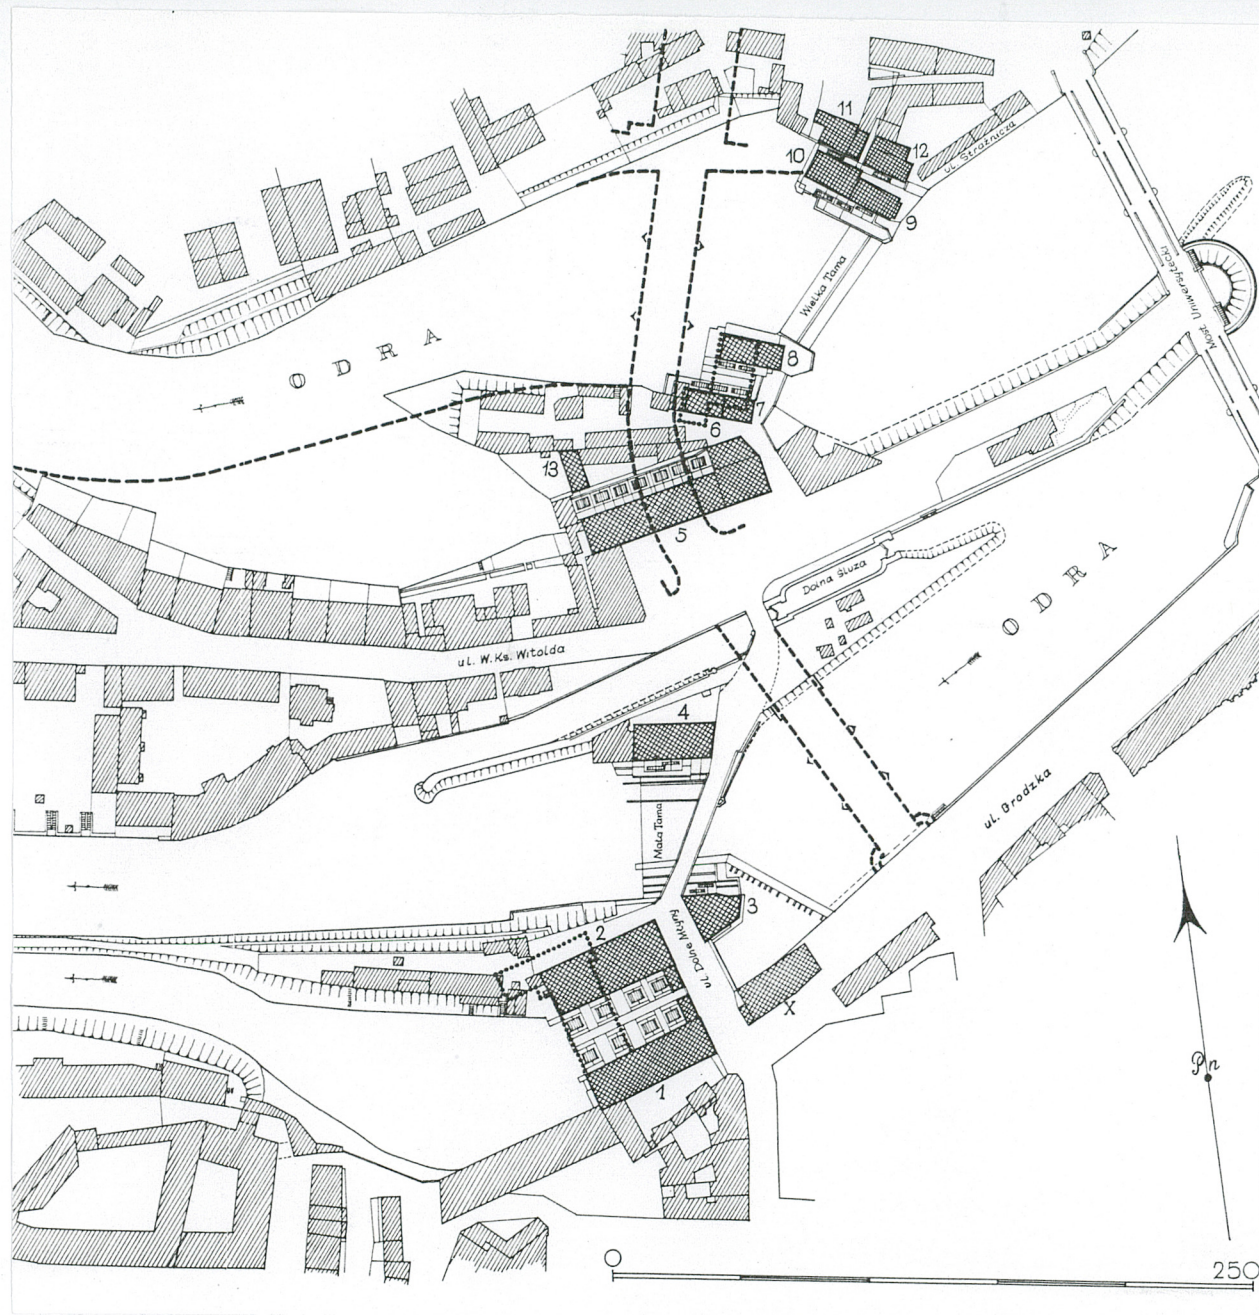 11
10
12
ul. Strażnicza
9
Most Uniwersytecki
Wielka Tama
8
ODRA
7
6
13
5
Dolna Śluza
ODRA
ul. W. Ks. Witolda
4
ul. Grodzka
Mała Tama
3
2
ul. Dolne Młyny
X
Pn
1
0
250